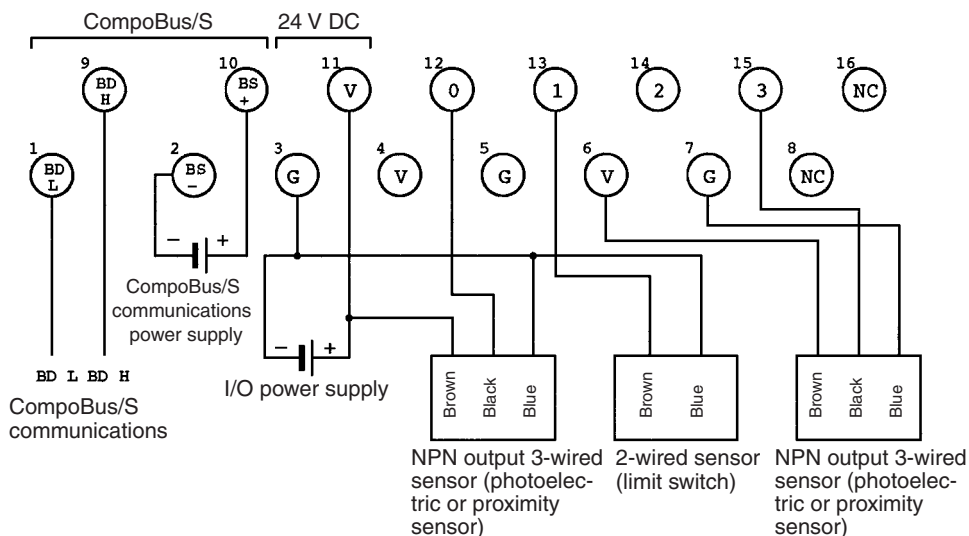 CompoBus/S 24 V DC
9 10 11 12 13 14 15 16
BD H BS + V 0 1 2 3 NC
1 2 3 4 5 6 7 8
BD L BS – G V G V G NC
– +
CompoBus/S
communications
power supply
– +
I/O power supply
BD L BD H
CompoBus/S
communications
Brown Black Blue
Brown Blue
Brown Black Blue
NPN output 3-wired
sensor (photoelec-
tric or proximity
sensor)
2-wired sensor
(limit switch)
NPN output 3-wired
sensor (photoelec-
tric or proximity
sensor)